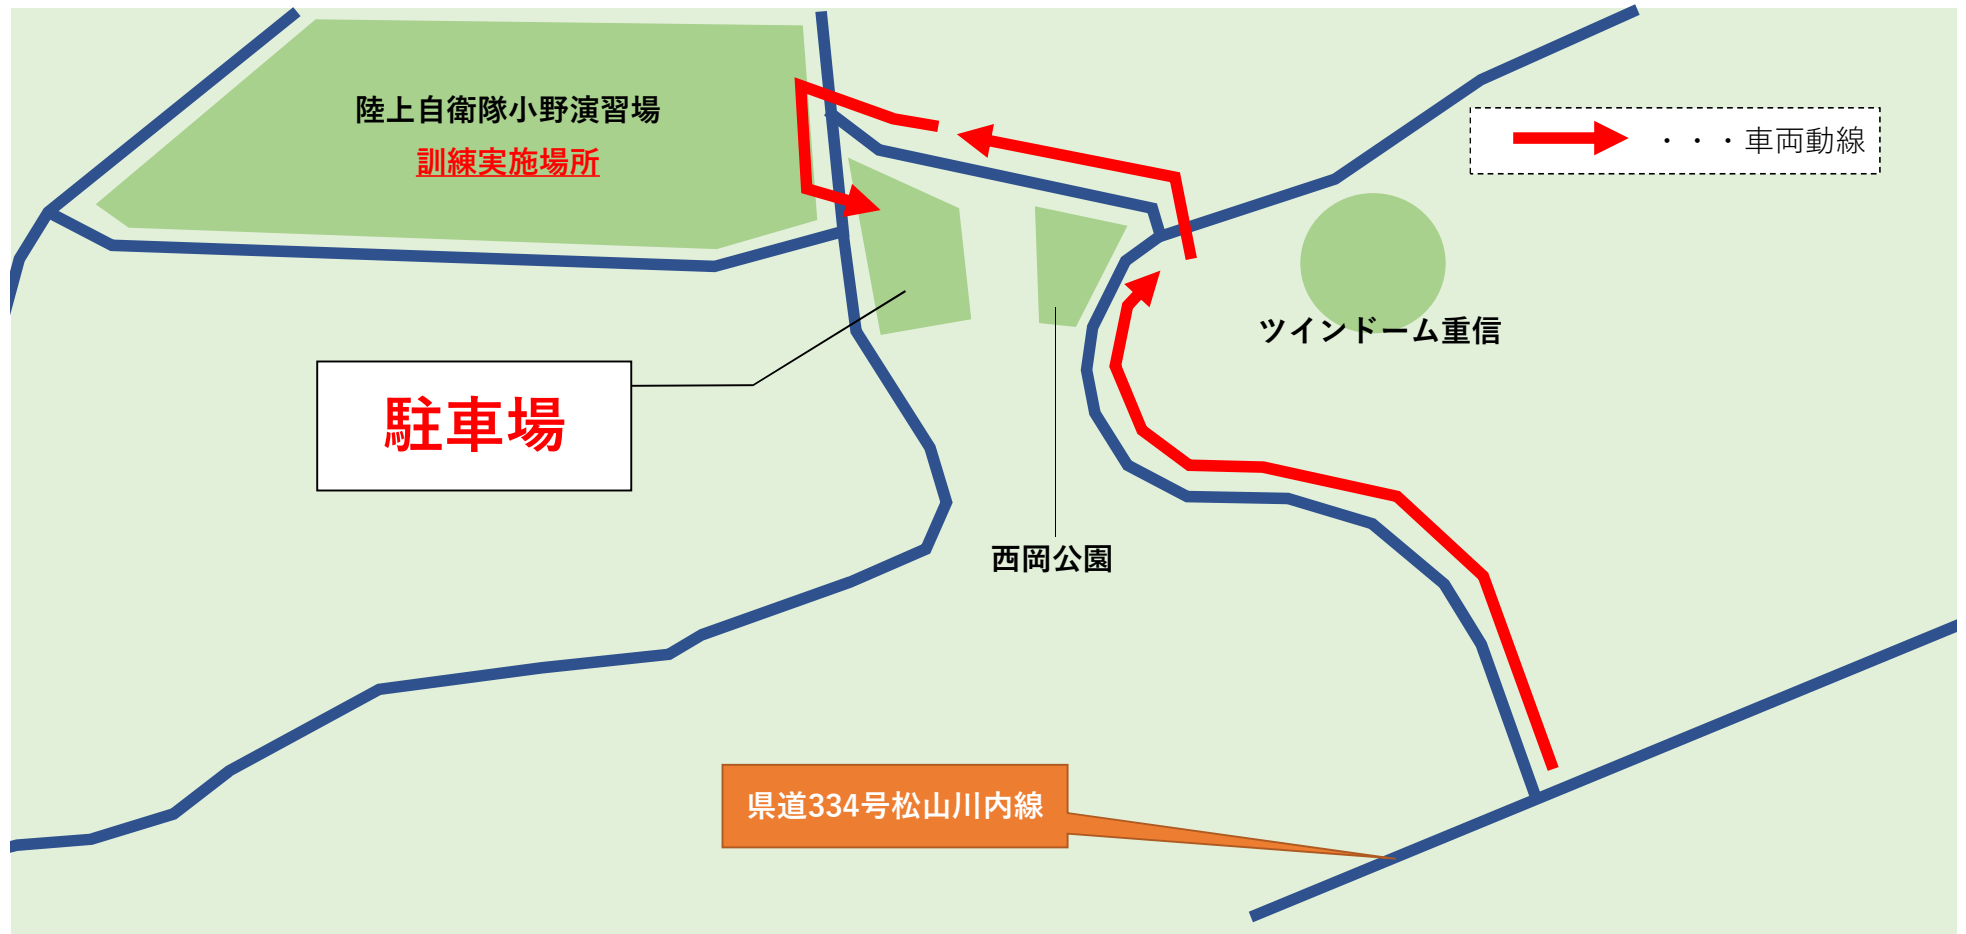 陸上自衛隊小野演習場
訓練実施場所
・・・車両動線
ツインドーム重信
駐車場
西岡公園
県道334号松山川内線